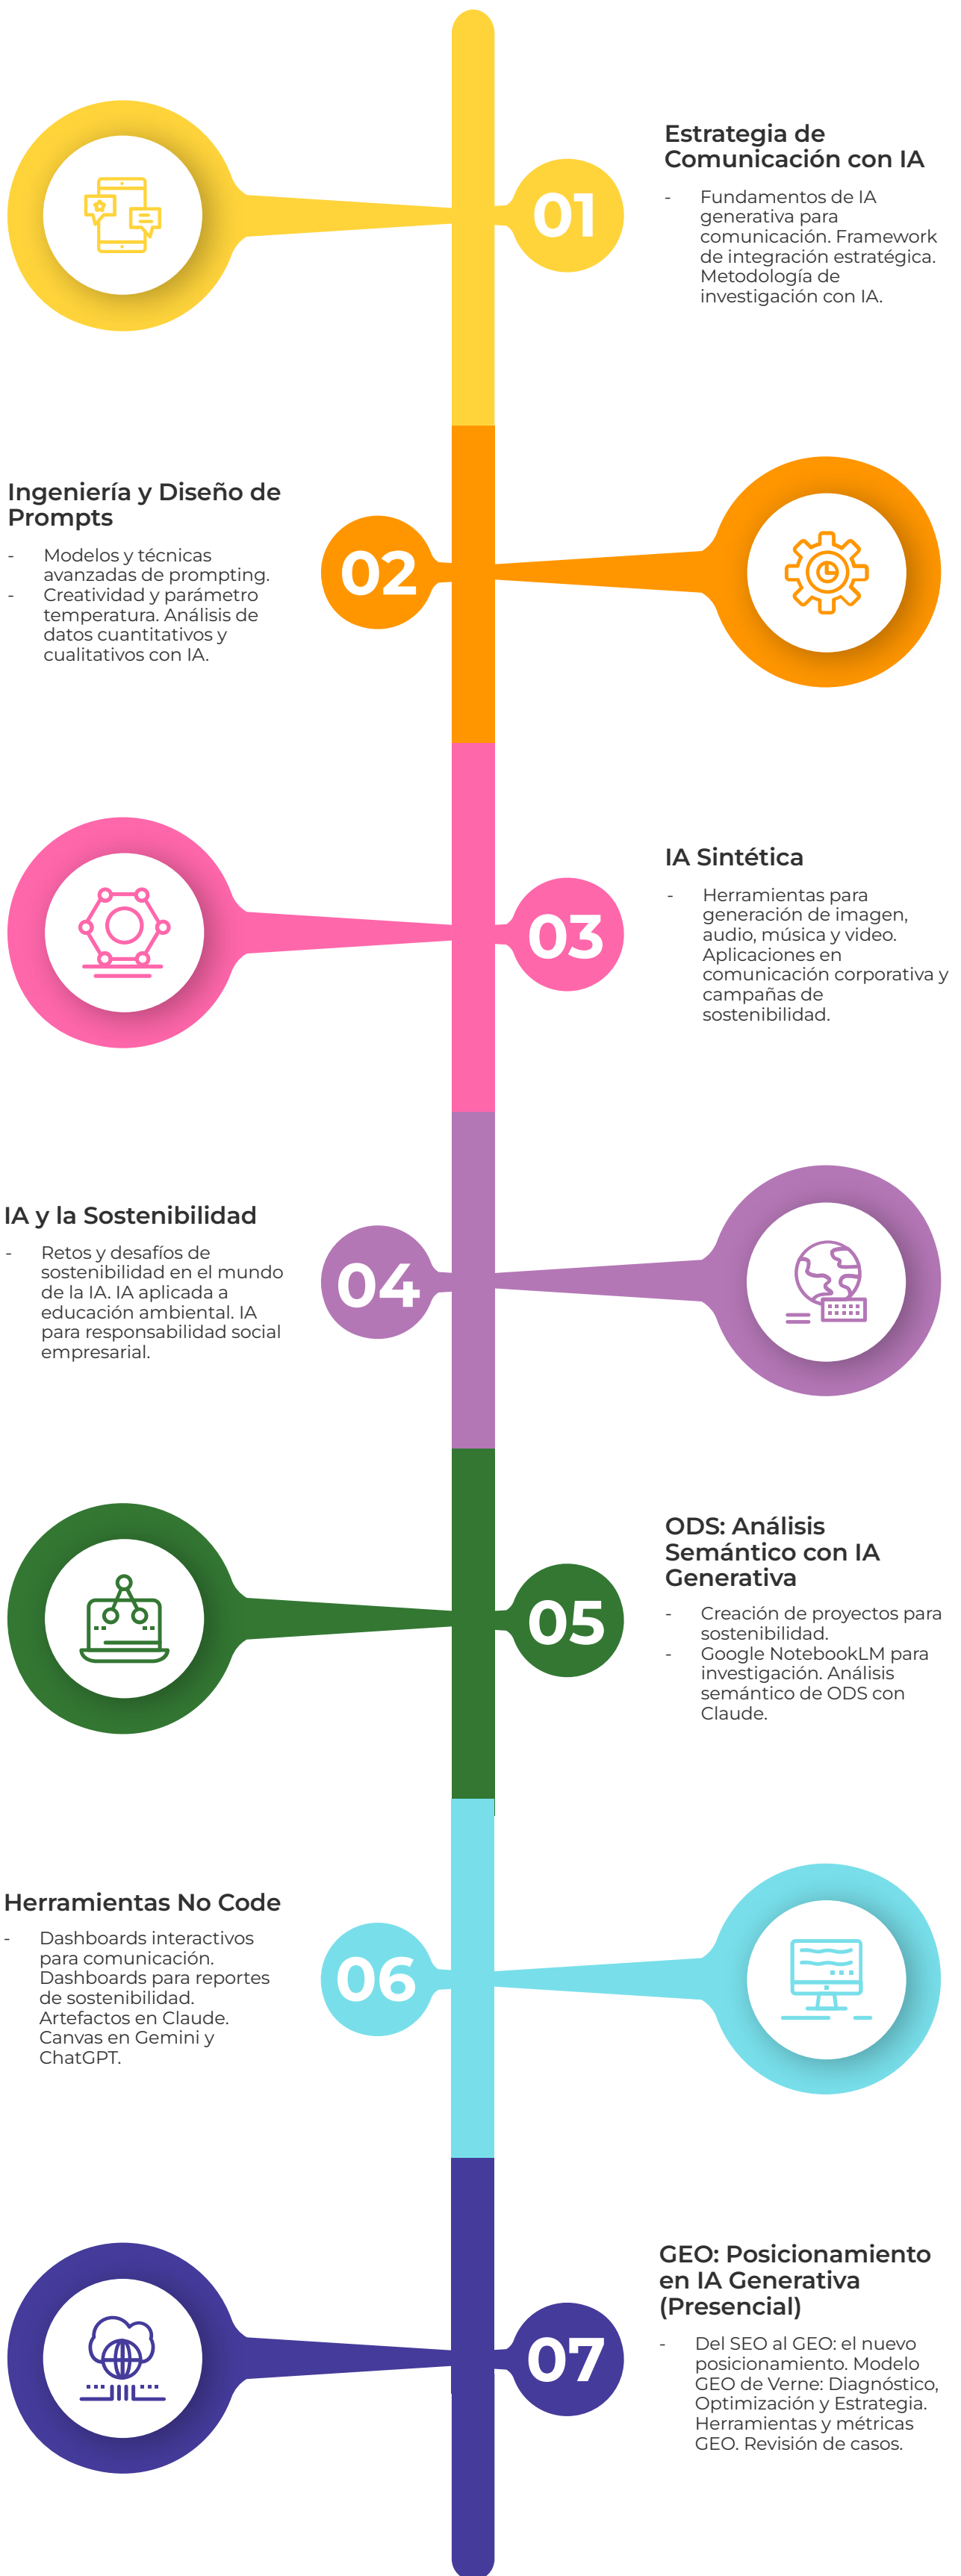 01
Estrategia de
Comunicación con IA
- Fundamentos de IA
generativa para
comunicación. Framework
de integración estratégica.
Metodología de
investigación con IA.
Ingeniería y Diseño de
Prompts
- Modelos y técnicas
avanzadas de prompting.
- Creatividad y parámetro
temperatura. Análisis de
datos cuantitativos y
cualitativos con IA.
02
03
IA Sintética
- Herramientas para
generación de imagen,
audio, música y video.
Aplicaciones en
comunicación corporativa y
campañas de
sostenibilidad.
IA y la Sostenibilidad
- Retos y desafíos de
sostenibilidad en el mundo
de la IA. IA aplicada a
educación ambiental. IA
para responsabilidad social
empresarial.
04
05
ODS: Análisis
Semántico con IA
Generativa
- Creación de proyectos para
sostenibilidad.
- Google NotebookLM para
investigación. Análisis
semántico de ODS con
Claude.
Herramientas No Code
- Dashboards interactivos
para comunicación.
Dashboards para reportes
de sostenibilidad.
Artefactos en Claude.
Canvas en Gemini y
ChatGPT.
06
07
GEO: Posicionamiento
en IA Generativa
(Presencial)
- Del SEO al GEO: el nuevo
posicionamiento. Modelo
GEO de Verne: Diagnóstico,
Optimización y Estrategia.
Herramientas y métricas
GEO. Revisión de casos.